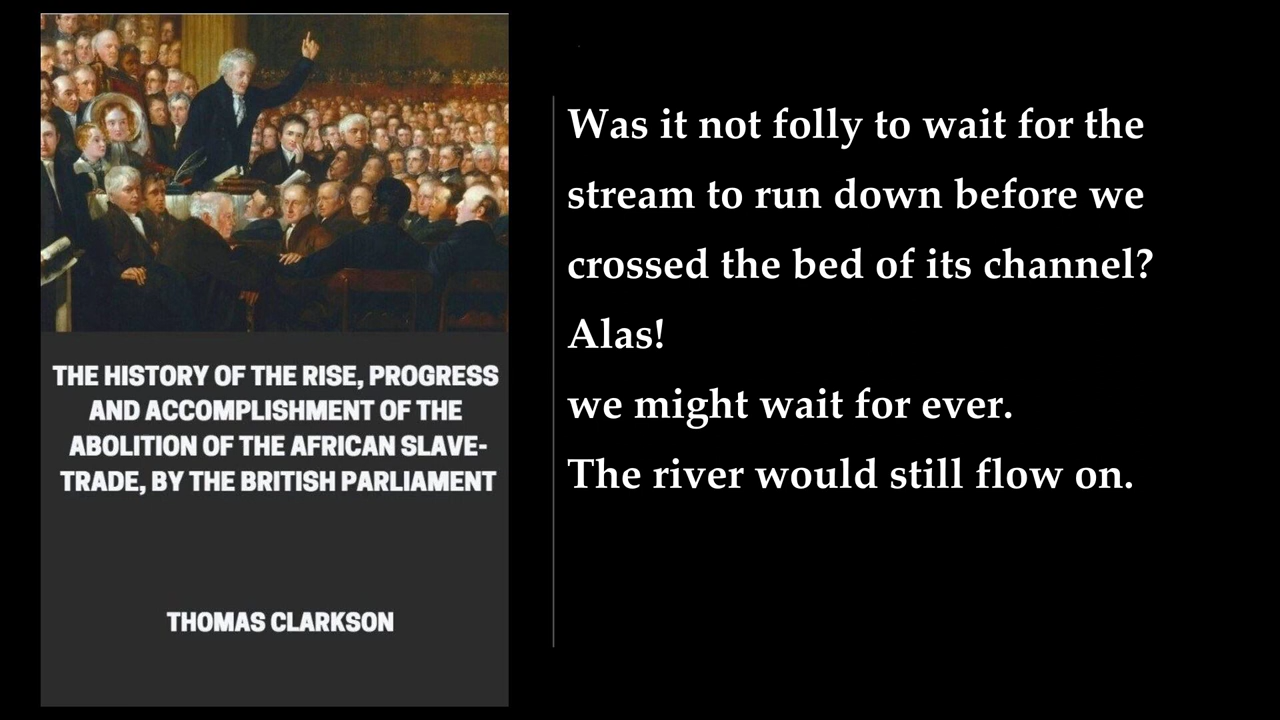 THE HISTORY OF THE RISE, PROGRESS
AND ACCOMPLISHMENT OF THE
ABOLITION OF THE AFRICAN SLAVE-
TRADE, BY THE BRITISH PARLIAMENT
THOMAS CLARKSON
Was it not folly to wait for the
stream to run down before we
crossed the bed of its channel?
Alas!
we might wait for ever.
The river would still flow on.